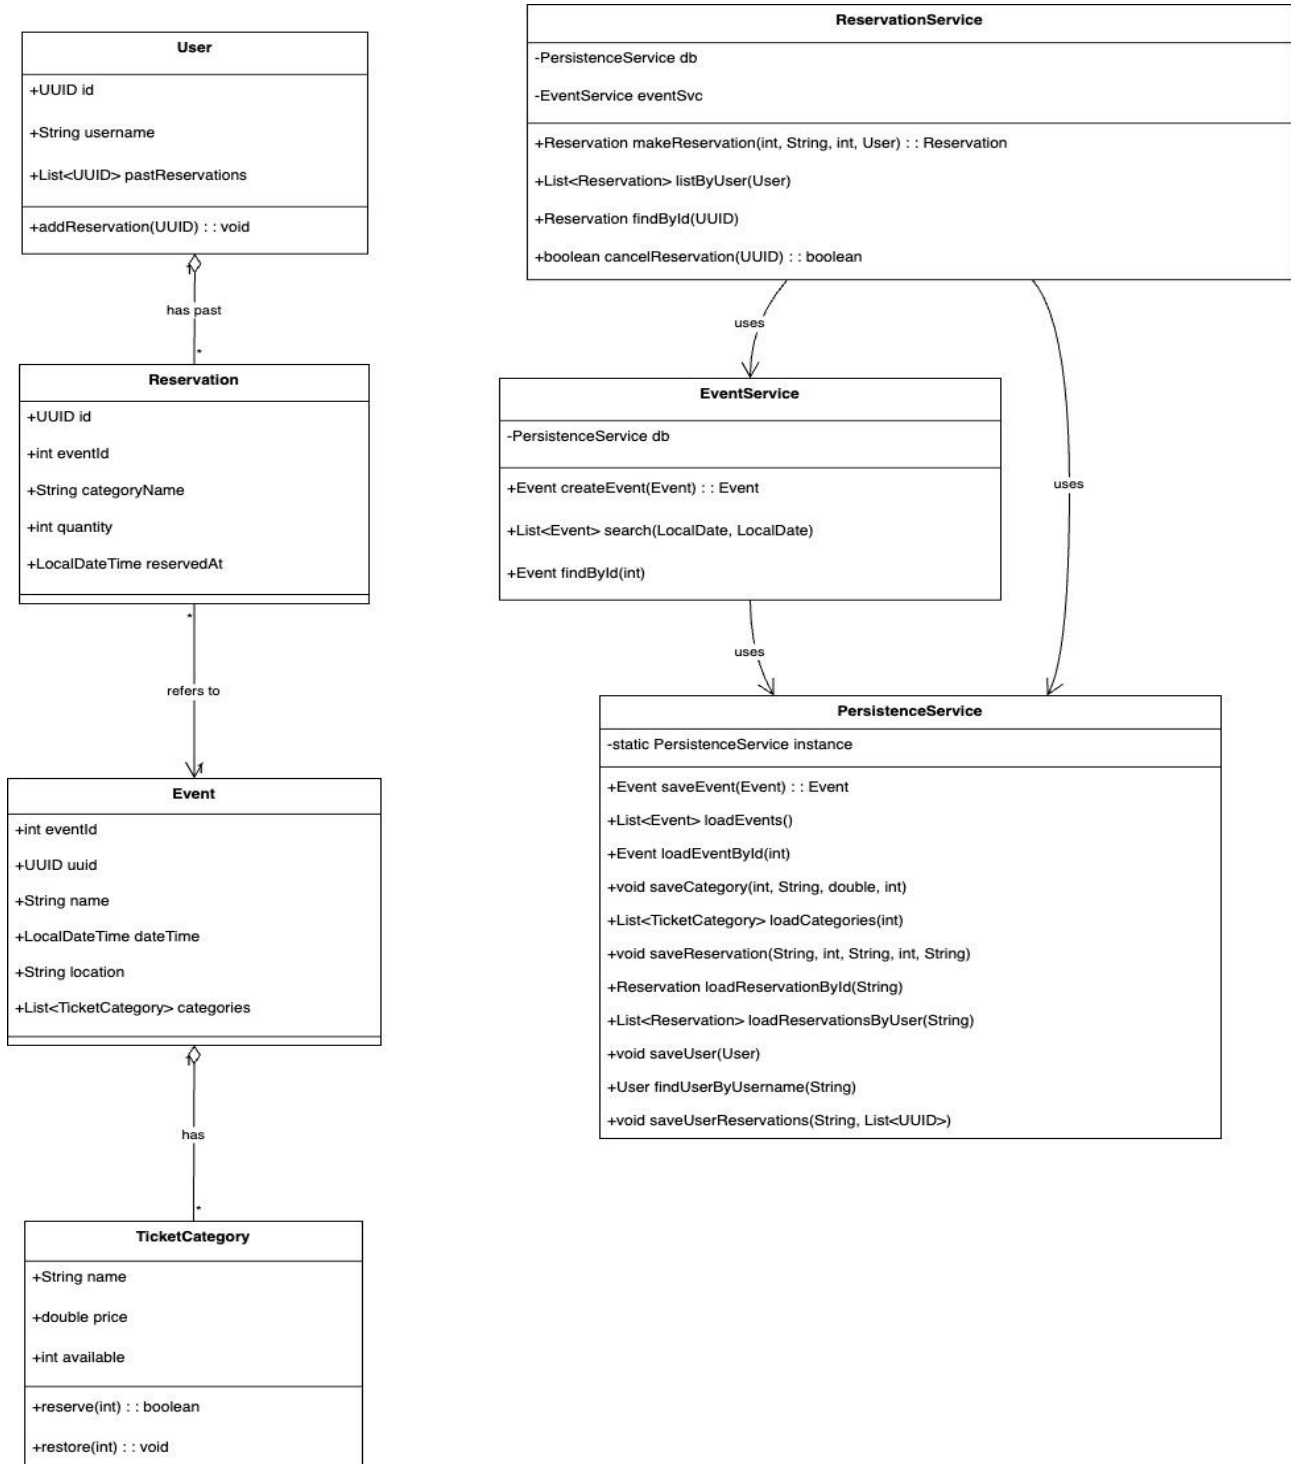 User
+UUID id
+String username
+List<UUID> pastReservations
+addReservation(UUID) : : void
1
has past
*
Reservation
+UUID id
+int eventId
+String categoryName
+int quantity
+LocalDateTime reservedAt
*
refers to
1
Event
+int eventId
+UUID uuid
+String name
+LocalDateTime dateTime
+String location
+List<TicketCategory> categories
1
has
*
TicketCategory
+String name
+double price
+int available
+reserve(int) : : boolean
+restore(int) : : void
ReservationService
-PersistenceService db
-EventService eventSvc
+Reservation makeReservation(int, String, int, User) : : Reservation
+List<Reservation> listByUser(User)
+Reservation findById(UUID)
+boolean cancelReservation(UUID) : : boolean
uses
EventService
-PersistenceService db
+Event createEvent(Event) : : Event
+List<Event> search(LocalDate, LocalDate)
+Event findById(int)
uses
uses
PersistenceService
-static PersistenceService instance
+Event saveEvent(Event) : : Event
+List<Event> loadEvents()
+Event loadEventById(int)
+void saveCategory(int, String, double, int)
+List<TicketCategory> loadCategories(int)
+void saveReservation(String, int, String, int, String)
+Reservation loadReservationById(String)
+List<Reservation> loadReservationsByUser(String)
+void saveUser(User)
+User findUserByUsername(String)
+void saveUserReservations(String, List<UUID>)